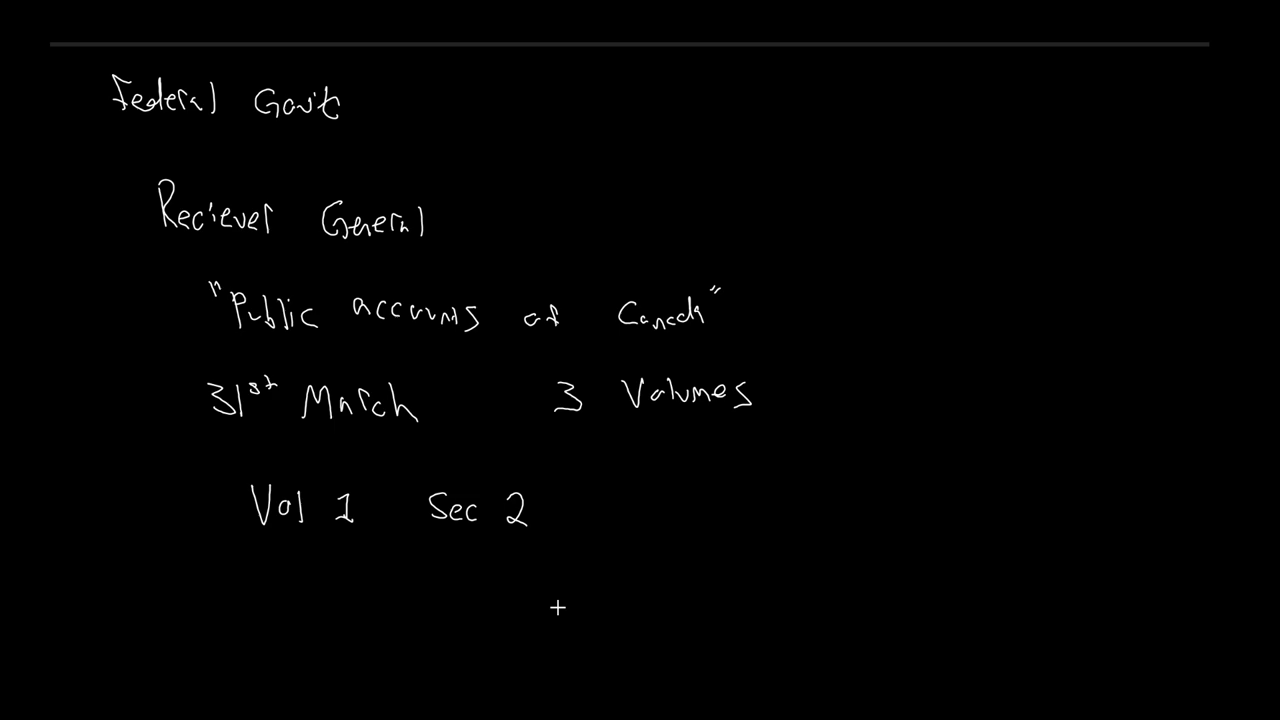 Federal Gov't
Reciever General
"Public accounts of Canada"
31st March 3 Volumes
Vol 1 Sec 2